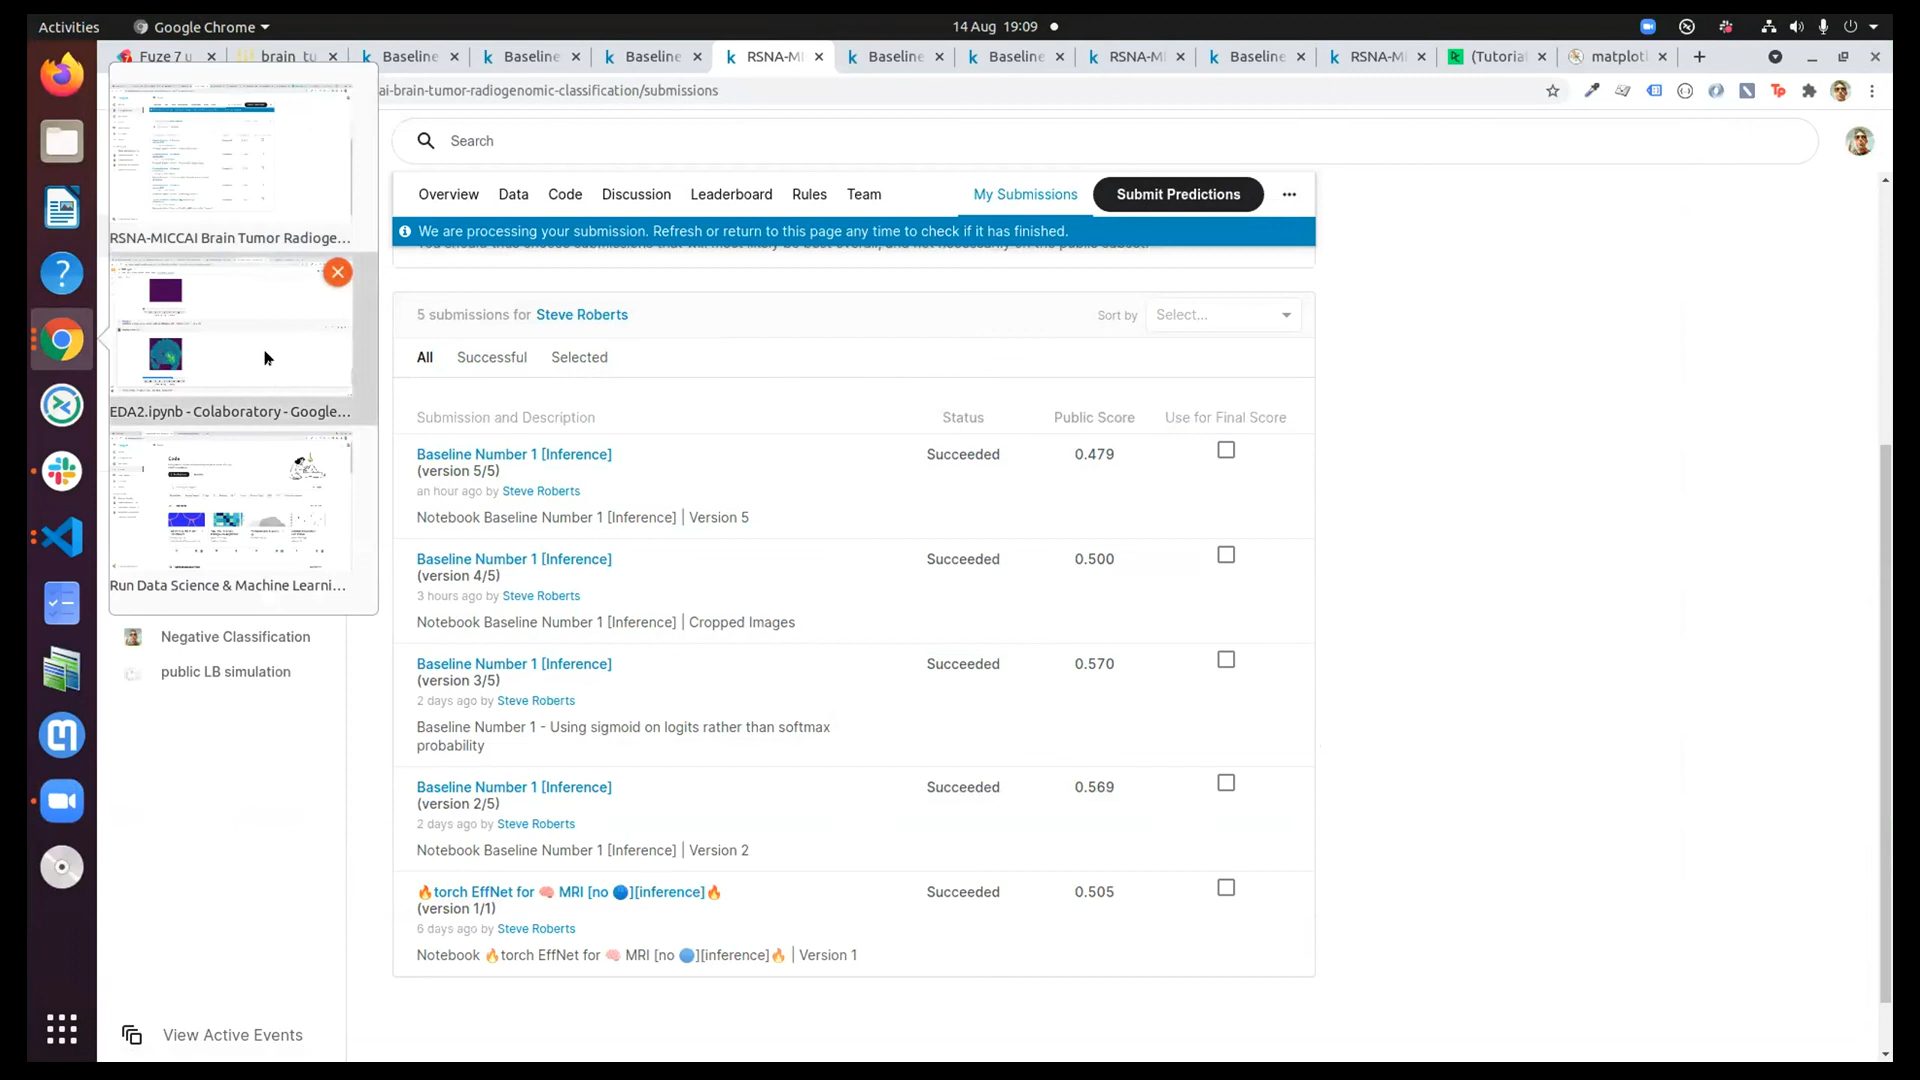 Activities
Google Chrome
14 Aug 19:09
Fuze 7 u
brain_tu
Baseline
Baseline
Baseline
RSNA-MI
Baseline
Baseline
RSNA-MI
Baseline
RSNA-MI
(Tutorial
matplotl
ai-brain-tumor-radiogenomic-classification/submissions
Search
Overview
Data
Code
Discussion
Leaderboard
Rules
Team
My Submissions
Submit Predictions
We are processing your submission. Refresh or return to this page any time to check if it has finished.
RSNA-MICCAI Brain Tumor Radioge...
EDA2.ipynb - Colaboratory - Google...
Code
Run Data Science & Machine Learni...
Negative Classification
public LB simulation
View Active Events
5 submissions for Steve Roberts
Sort by
Select...
All
Successful
Selected
Submission and Description
Status
Public Score
Use for Final Score
Baseline Number 1 [Inference]
(version 5/5)
Succeeded
0.479
an hour ago by Steve Roberts
Notebook Baseline Number 1 [Inference] | Version 5
Baseline Number 1 [Inference]
(version 4/5)
Succeeded
0.500
3 hours ago by Steve Roberts
Notebook Baseline Number 1 [Inference] | Cropped Images
Baseline Number 1 [Inference]
(version 3/5)
Succeeded
0.570
2 days ago by Steve Roberts
Baseline Number 1 - Using sigmoid on logits rather than softmax
probability
Baseline Number 1 [Inference]
(version 2/5)
Succeeded
0.569
2 days ago by Steve Roberts
Notebook Baseline Number 1 [Inference] | Version 2
🔥torch EffNet for 🧠 MRI [no 🔵][inference]🔥
(version 1/1)
Succeeded
0.505
6 days ago by Steve Roberts
Notebook 🔥torch EffNet for 🧠 MRI [no 🔵][inference]🔥 | Version 1